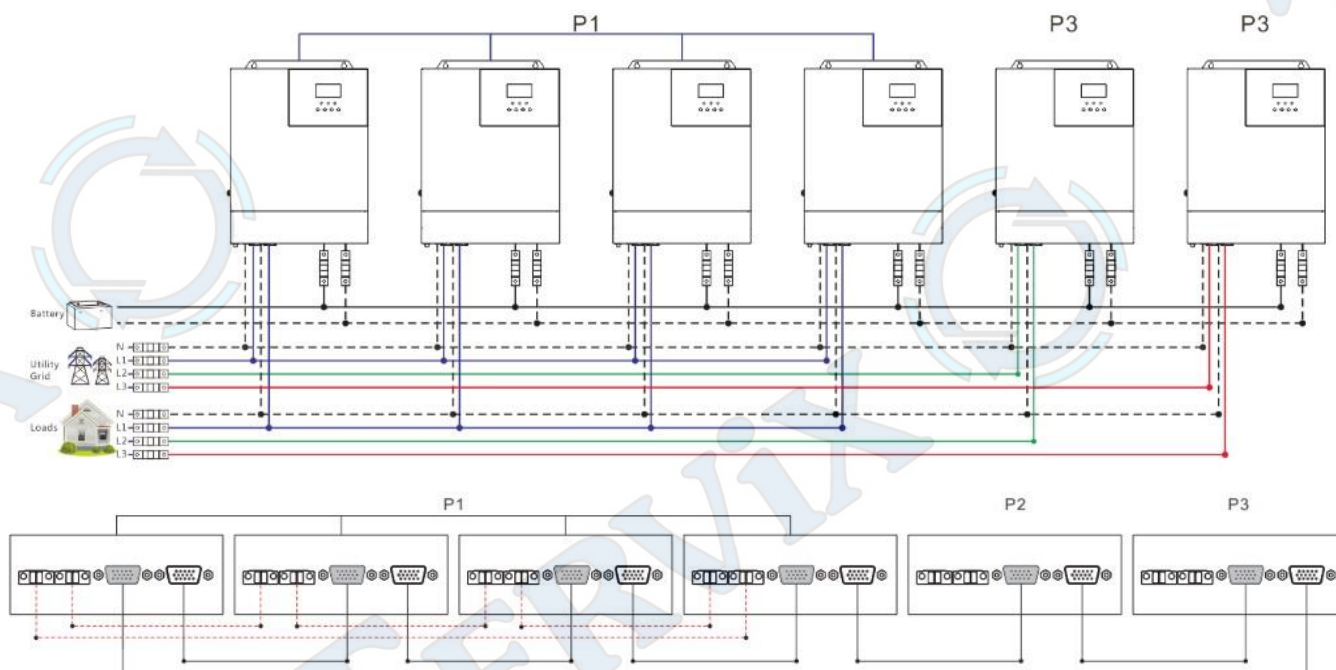 P1 P3 P3
Battery
Utility
Grid
N
L1
L2
L3
Loads
N
L1
L2
L3
P1 P2 P3